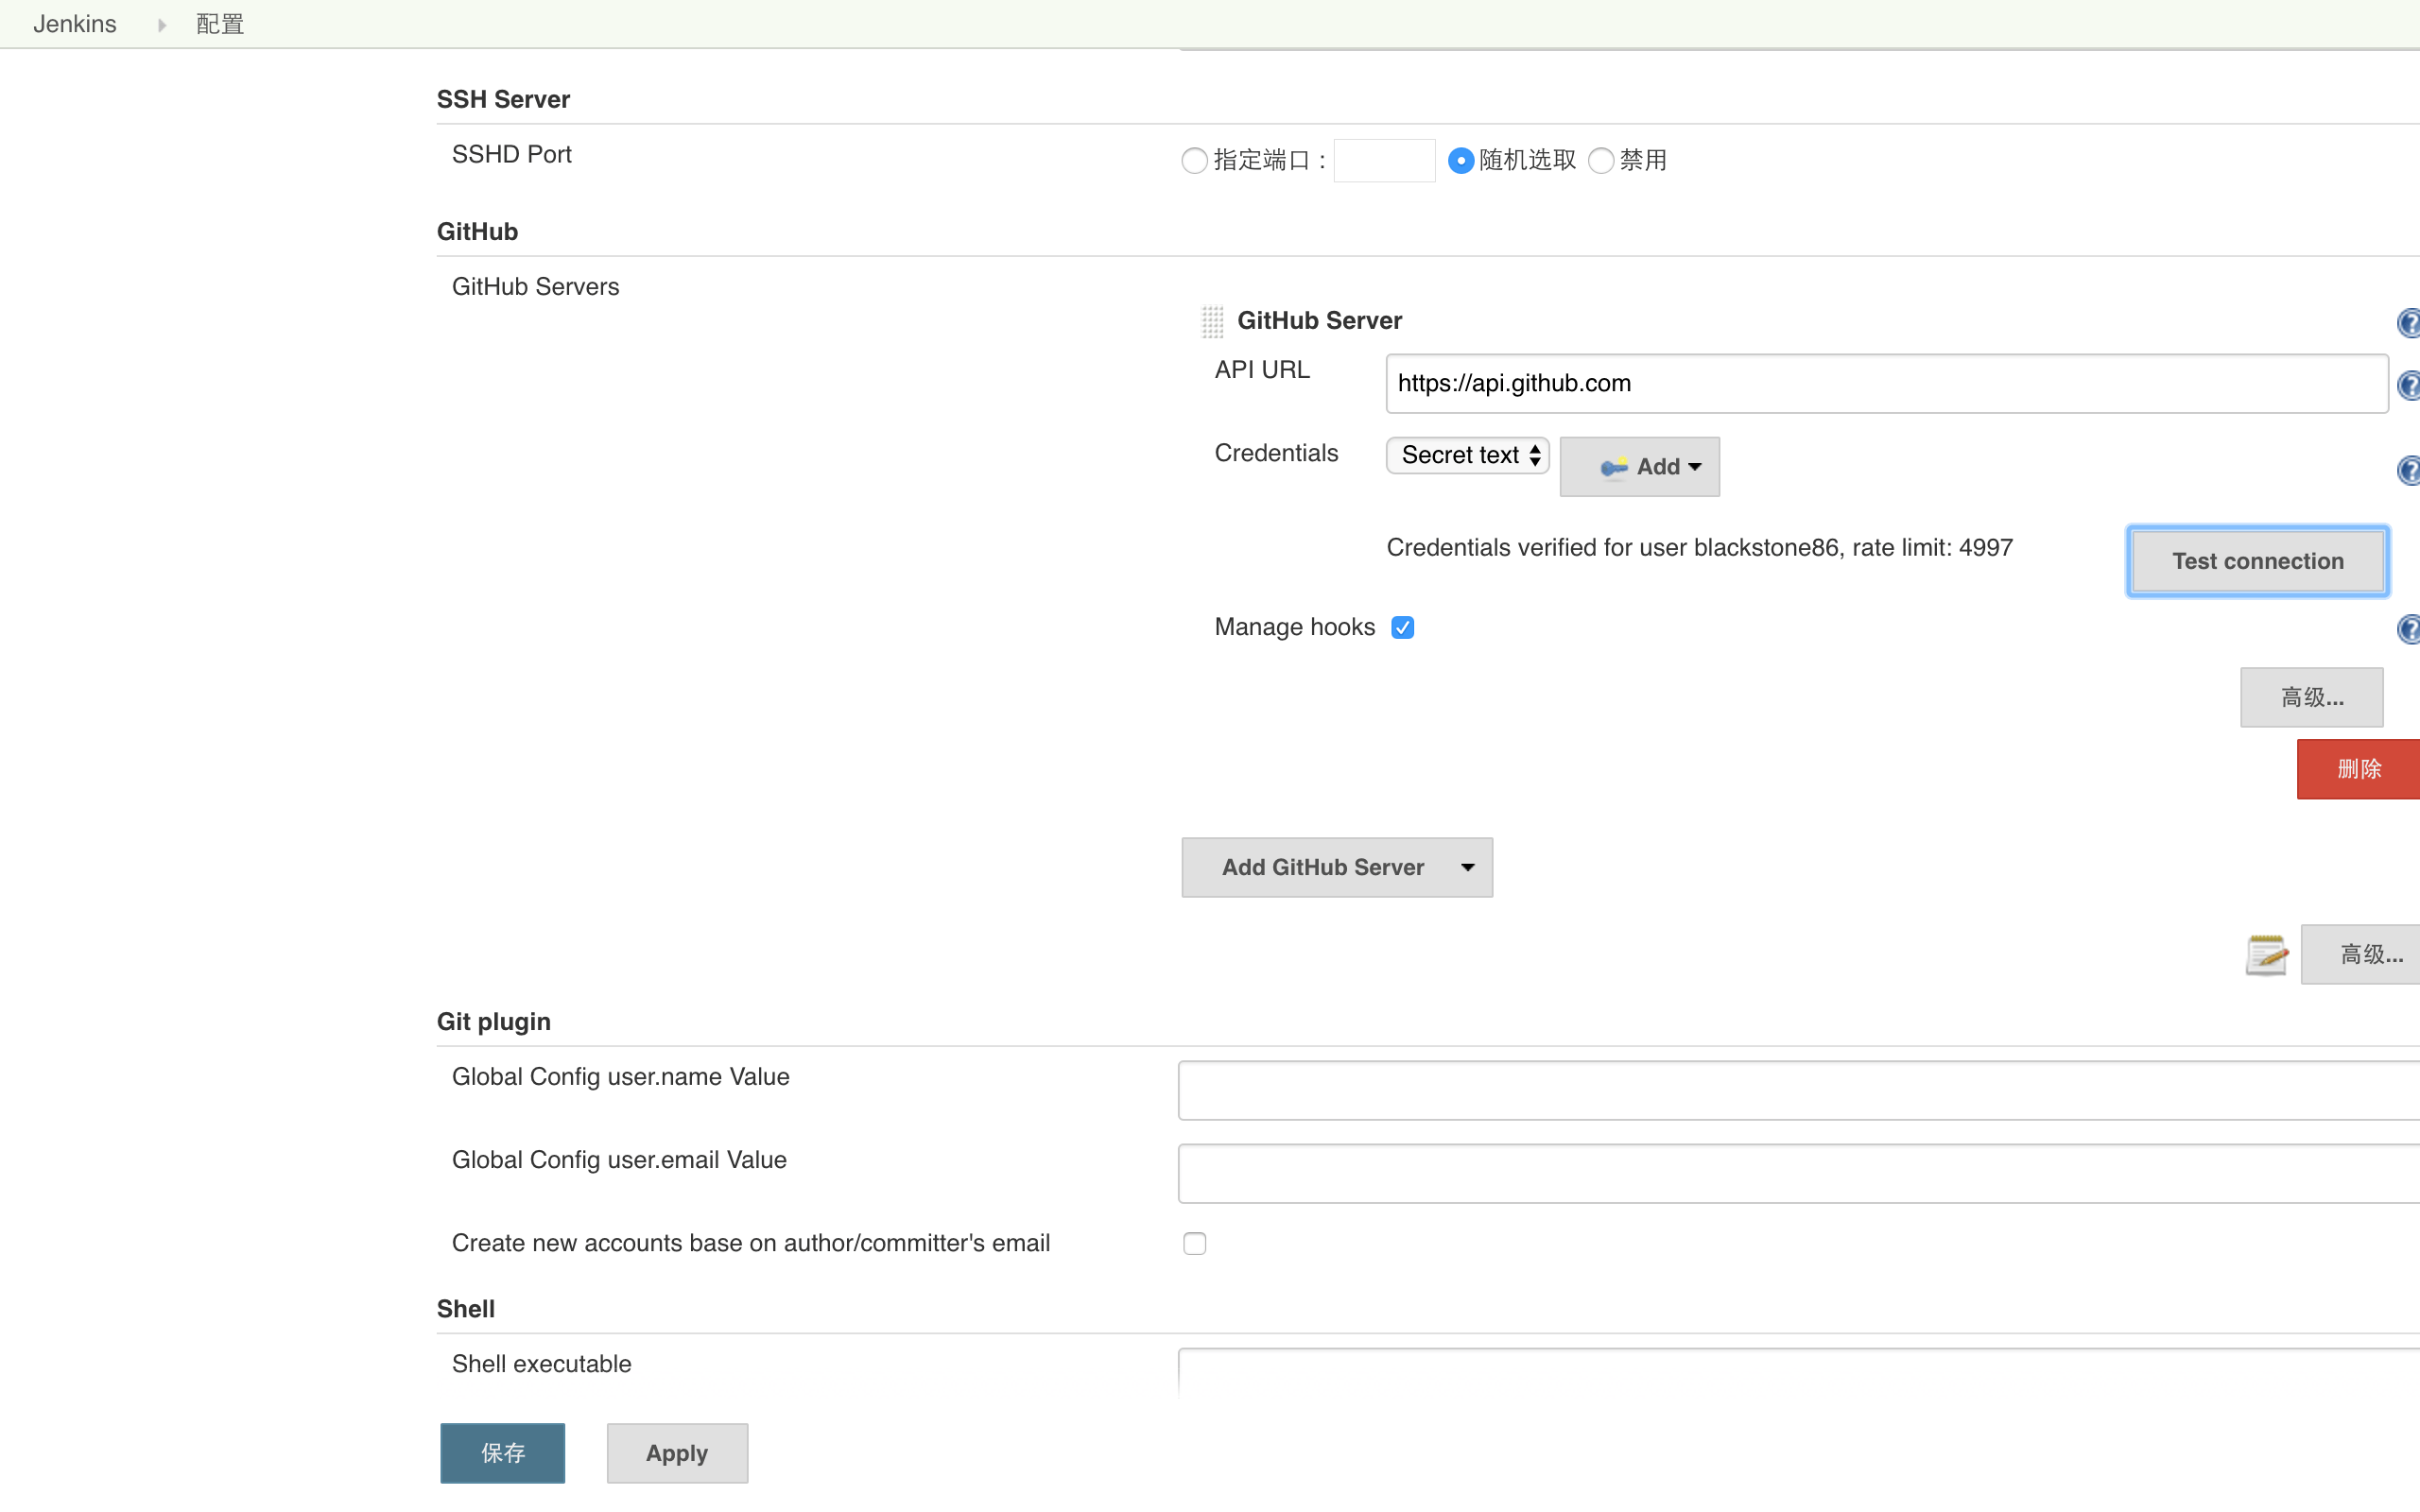 Jenkins 配置
SSH Server
SSHD Port 指定端口 : 随机选取 禁用
GitHub
GitHub Servers
GitHub Server
API URL https://api.github.com
Credentials Secret text Add
Credentials verified for user blackstone86, rate limit: 4997 Test connection
Manage hooks
高级...
删除
Add GitHub Server
高级...
Git plugin
Global Config user.name Value
Global Config user.email Value
Create new accounts base on author/committer's email
Shell
Shell executable
保存 Apply